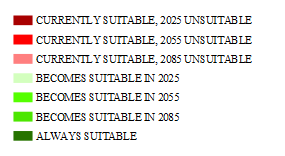 CURRENTLY SUITABLE, 2025 UNSUITABLE
CURRENTLY SUITABLE, 2055 UNSUITABLE
CURRENTLY SUITABLE, 2085 UNSUITABLE
BECOMES SUITABLE IN 2025
BECOMES SUITABLE IN 2055
BECOMES SUITABLE IN 2085
ALWAYS SUITABLE